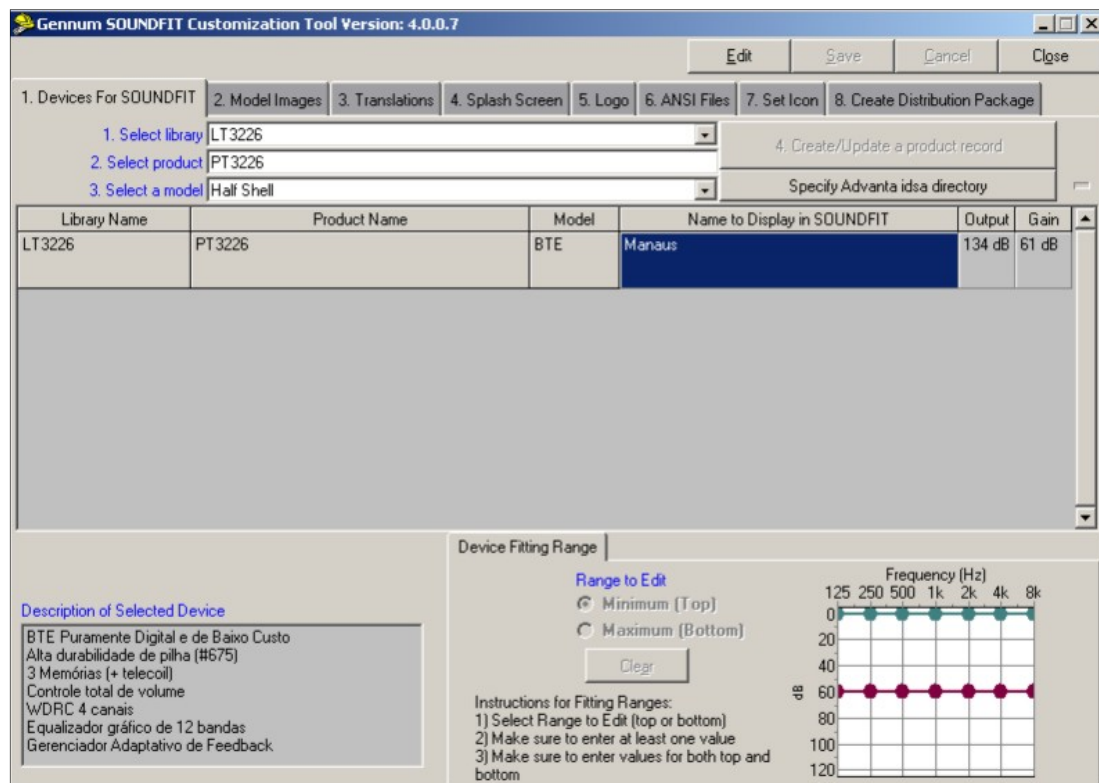 Gennum SOUNDFIT Customization Tool Version: 4.0.0.7
Edit Save Cancel Close
1. Devices For SOUNDFIT 2. Model Images 3. Translations 4. Splash Screen 5. Logo 6. ANSI Files 7. Set Icon 8. Create Distribution Package
1. Select library LT3226
4. Create/Update a product record
2. Select product PT3226
3. Select a model Half Shell
Specify Advanta idsa directory
Library Name Product Name Model Name to Display in SOUNDFIT Output Gain
LT3226 PT3226 BTE Manaus 134 dB 61 dB
Description of Selected Device
BTE Puramente Digital e de Baixo Custo
Alta durabilidade de pilha (#675)
3 Memórias (+ telecoil)
Controle total de volume
WDRC 4 canais
Equalizador gráfico de 12 bandas
Gerenciador Adaptativo de Feedback
Device Fitting Range
Range to Edit
Minimum (Top)
Maximum (Bottom)
Clear
Instructions for Fitting Ranges:
1) Select Range to Edit (top or bottom)
2) Make sure to enter at least one value
3) Make sure to enter values for both top and
bottom
Frequency (Hz)
125 250 500 1k 2k 4k 8k
dB
0
20
40
60
80
100
120